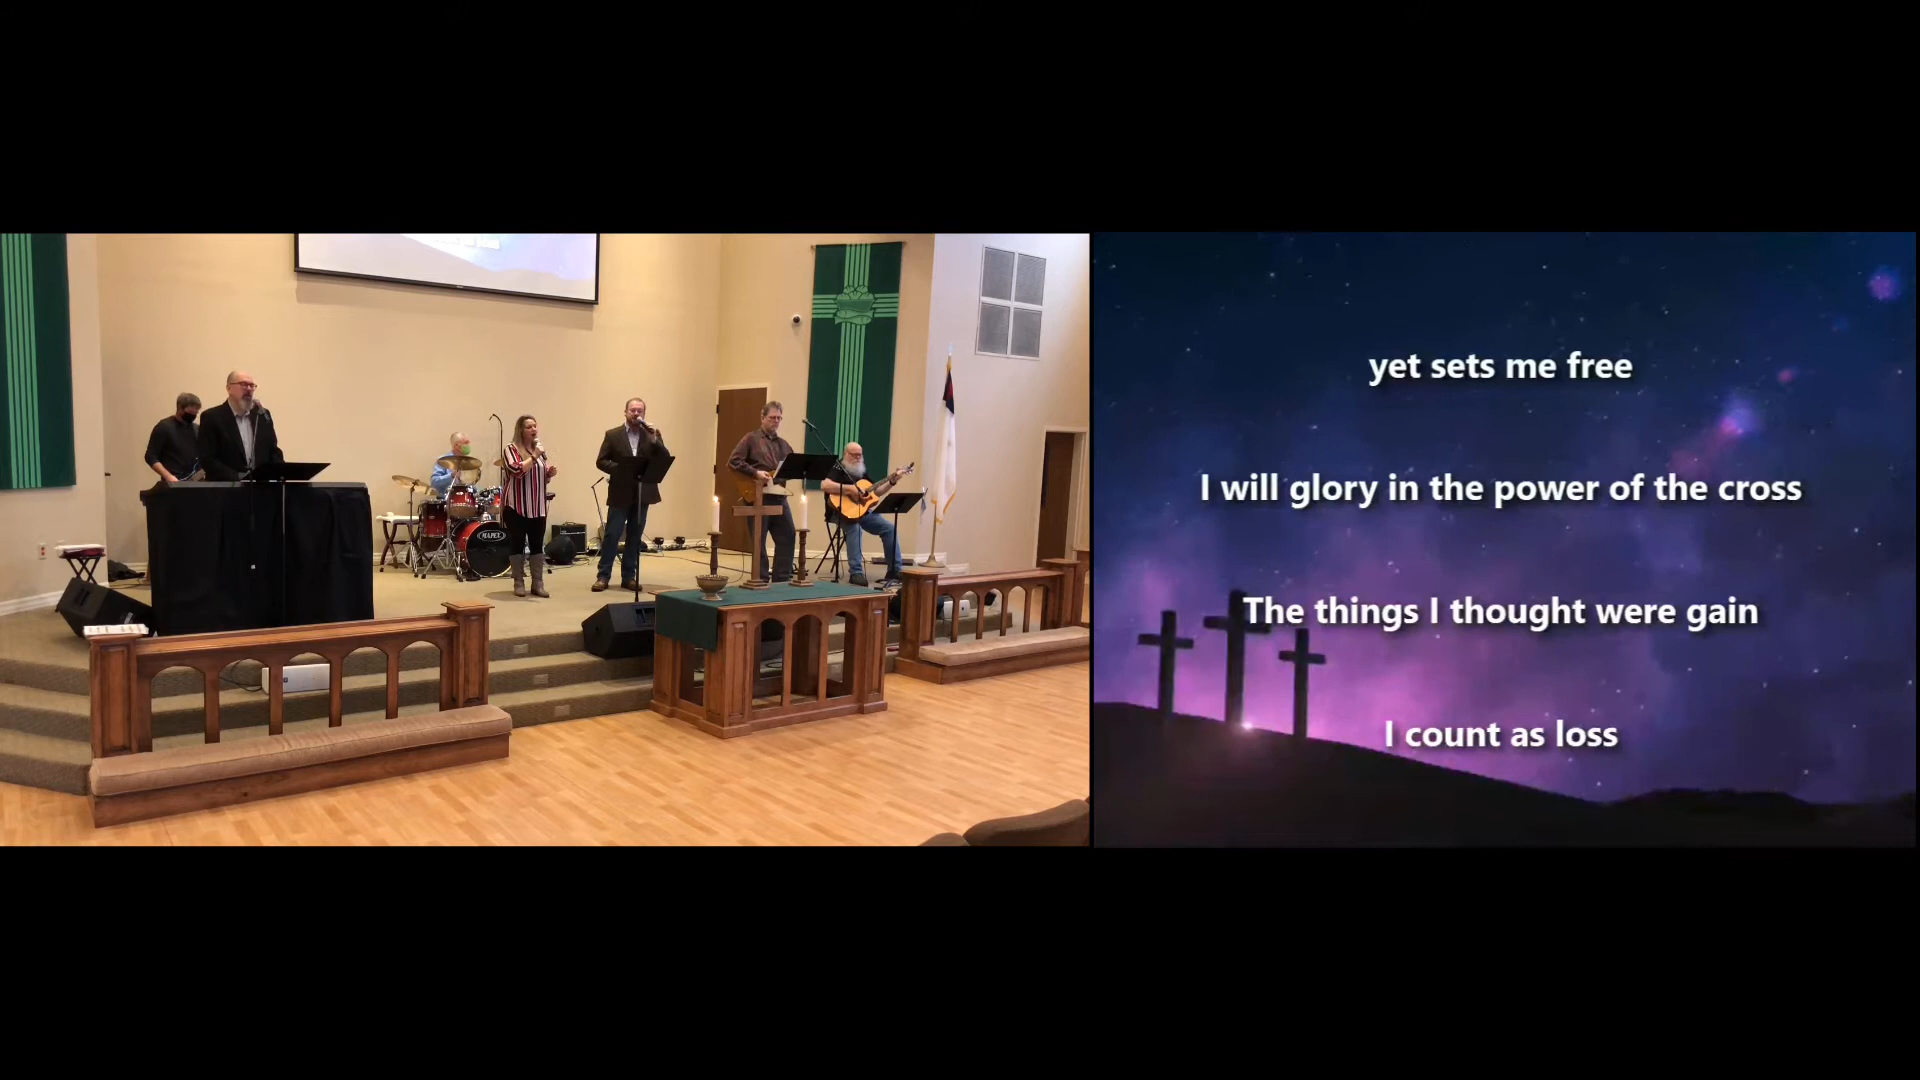 MAPEX
yet sets me free
I will glory in the power of the cross
The things I thought were gain
I count as loss